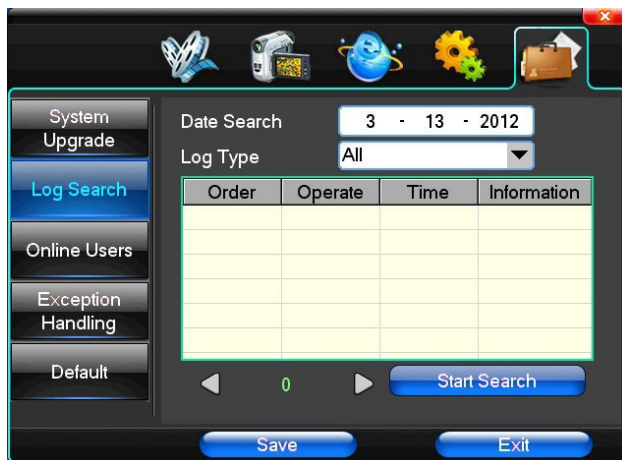 System
Upgrade
Log Search
Online Users
Exception
Handling
Default
Date Search 3 - 13 - 2012
Log Type All
Order Operate Time Information
0 Start Search
Save Exit